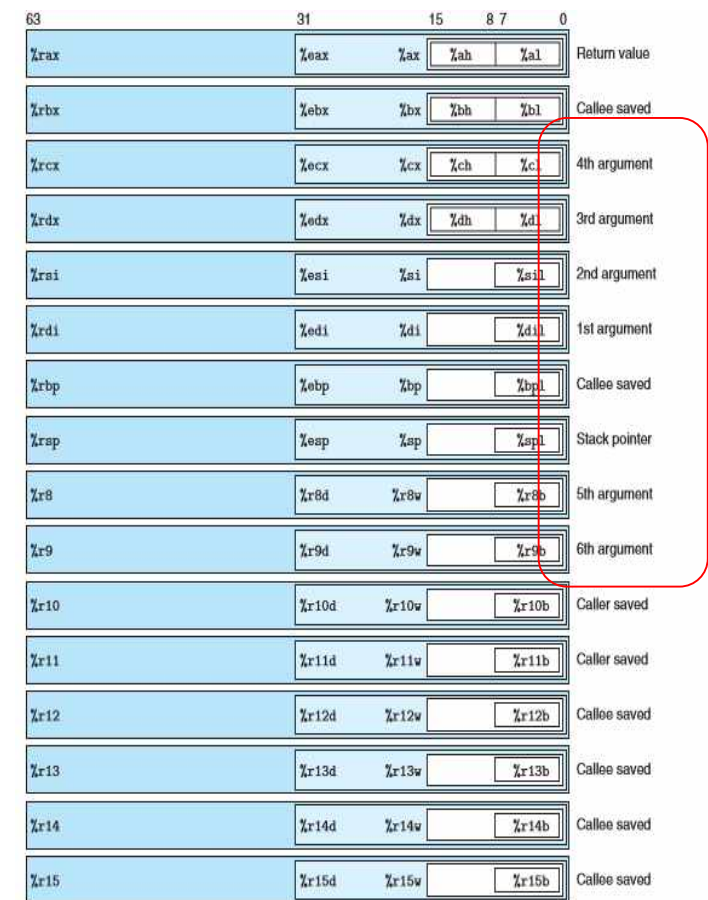 63 31 15 8 7 0
%rax %eax %ax %ah %al Return value
%rbx %ebx %bx %bh %bl Callee saved
%rcx %ecx %cx %ch %cl 4th argument
%rdx %edx %dx %dh %dl 3rd argument
%rsi %esi %si %sil 2nd argument
%rdi %edi %di %dil 1st argument
%rbp %ebp %bp %bpl Callee saved
%rsp %esp %sp %spl Stack pointer
%r8 %r8d %r8w %r8b 5th argument
%r9 %r9d %r9w %r9b 6th argument
%r10 %r10d %r10w %r10b Caller saved
%r11 %r11d %r11w %r11b Caller saved
%r12 %r12d %r12w %r12b Callee saved
%r13 %r13d %r13w %r13b Callee saved
%r14 %r14d %r14w %r14b Callee saved
%r15 %r15d %r15w %r15b Callee saved